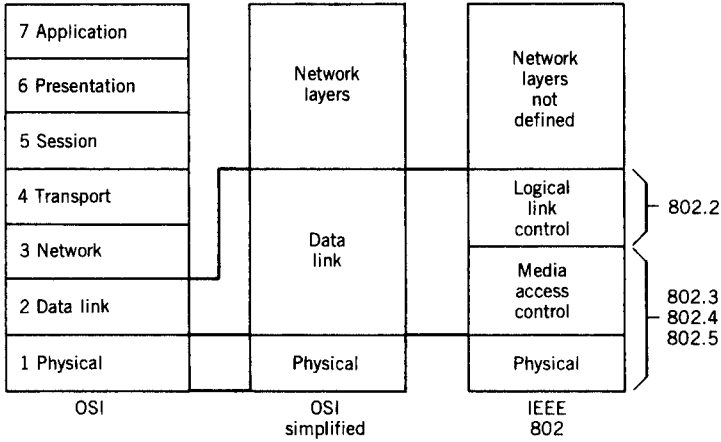 7 Application
6 Presentation
5 Session
4 Transport
3 Network
2 Data link
1 Physical
OSI
Network
layers
Data
link
Physical
OSI
simplified
Network
layers
not
defined
Logical
link
control
Media
access
control
Physical
IEEE
802
802.2
802.3
802.4
802.5